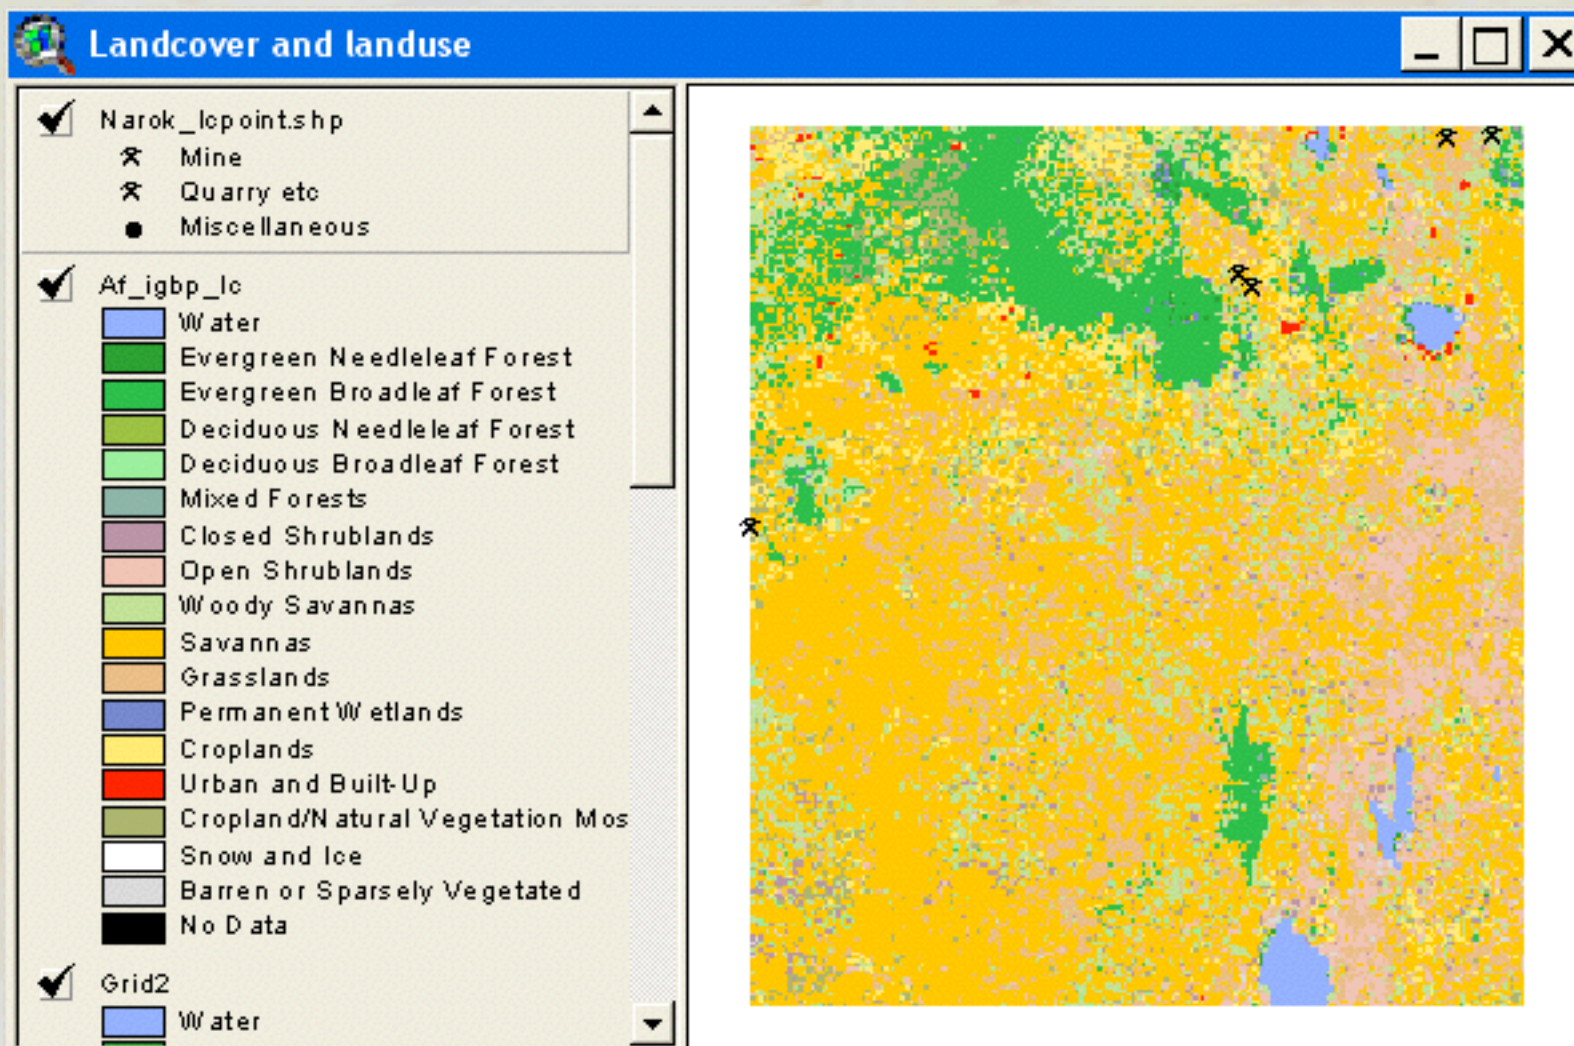 Landcover and landuse
Narok_lcpoint.shp
Mine
Quarry etc
Miscellaneous
Af_igbp_lc
Water
Evergreen Needleleaf Forest
Evergreen Broadleaf Forest
Deciduous Needleleaf Forest
Deciduous Broadleaf Forest
Mixed Forests
Closed Shrublands
Open Shrublands
Woody Savannas
Savannas
Grasslands
Permanent Wetlands
Croplands
Urban and Built-Up
Cropland/Natural Vegetation Mos
Snow and Ice
Barren or Sparsely Vegetated
No Data
Grid2
Water